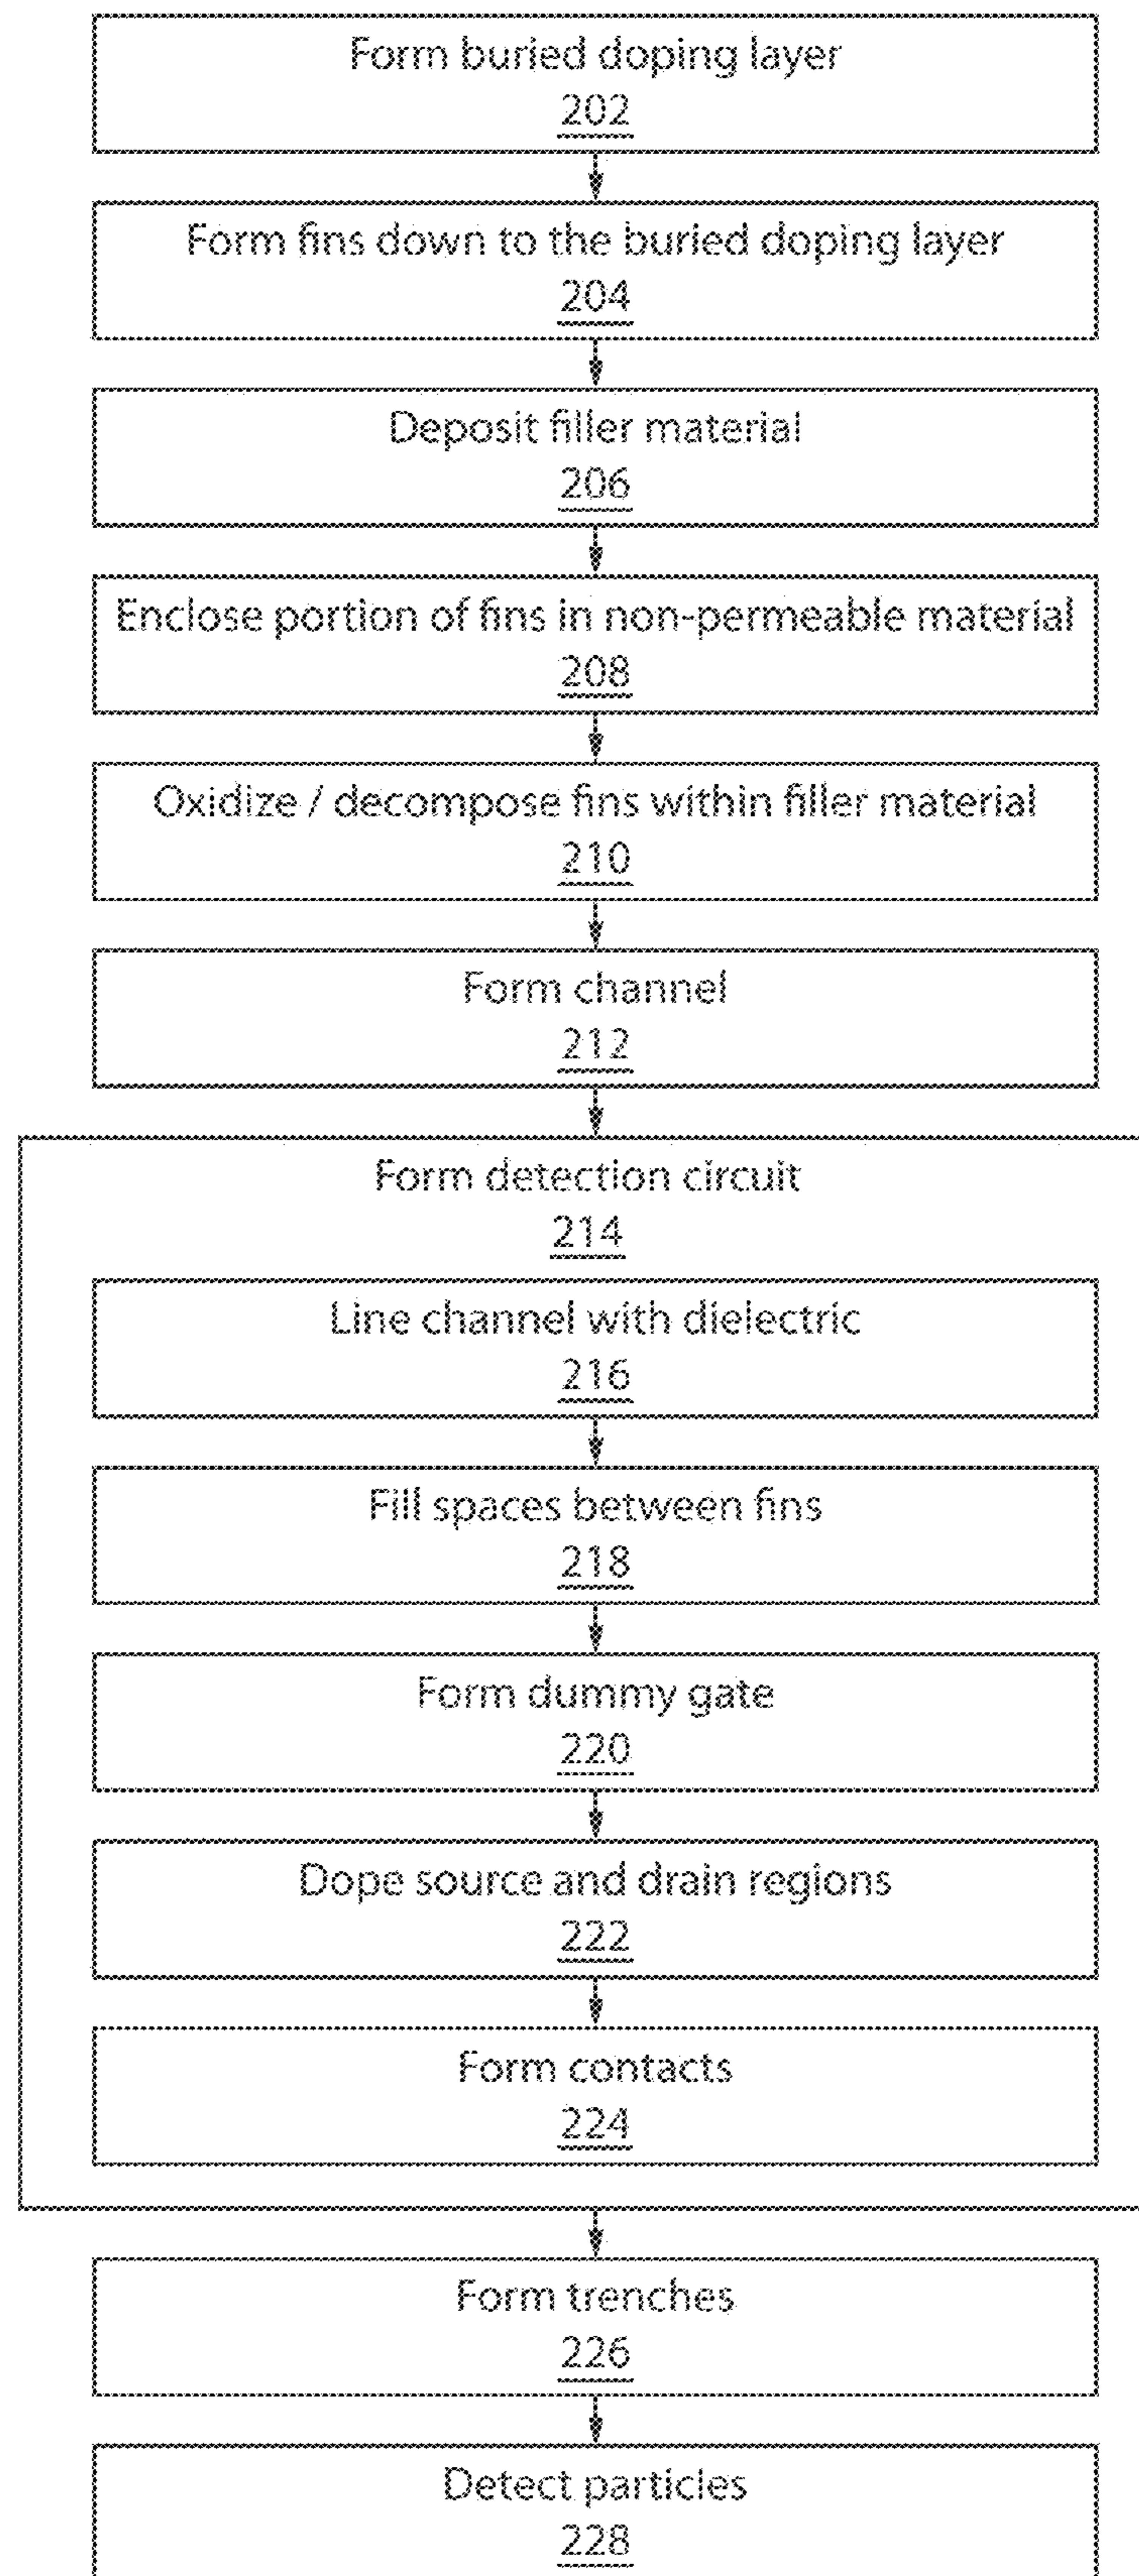 Form buried doping layer
202
Form fins down to the buried doping layer
204
Deposit filler material
206
Enclose portion of fins in non-permeable material
208
Oxidize / decompose fins within filler material
210
Form channel
212
Form detection circuit
214
Line channel with dielectric
216
Fill spaces between fins
218
Form dummy gate
220
Dope source and drain regions
222
Form contacts
224
Form trenches
226
Detect particles
228